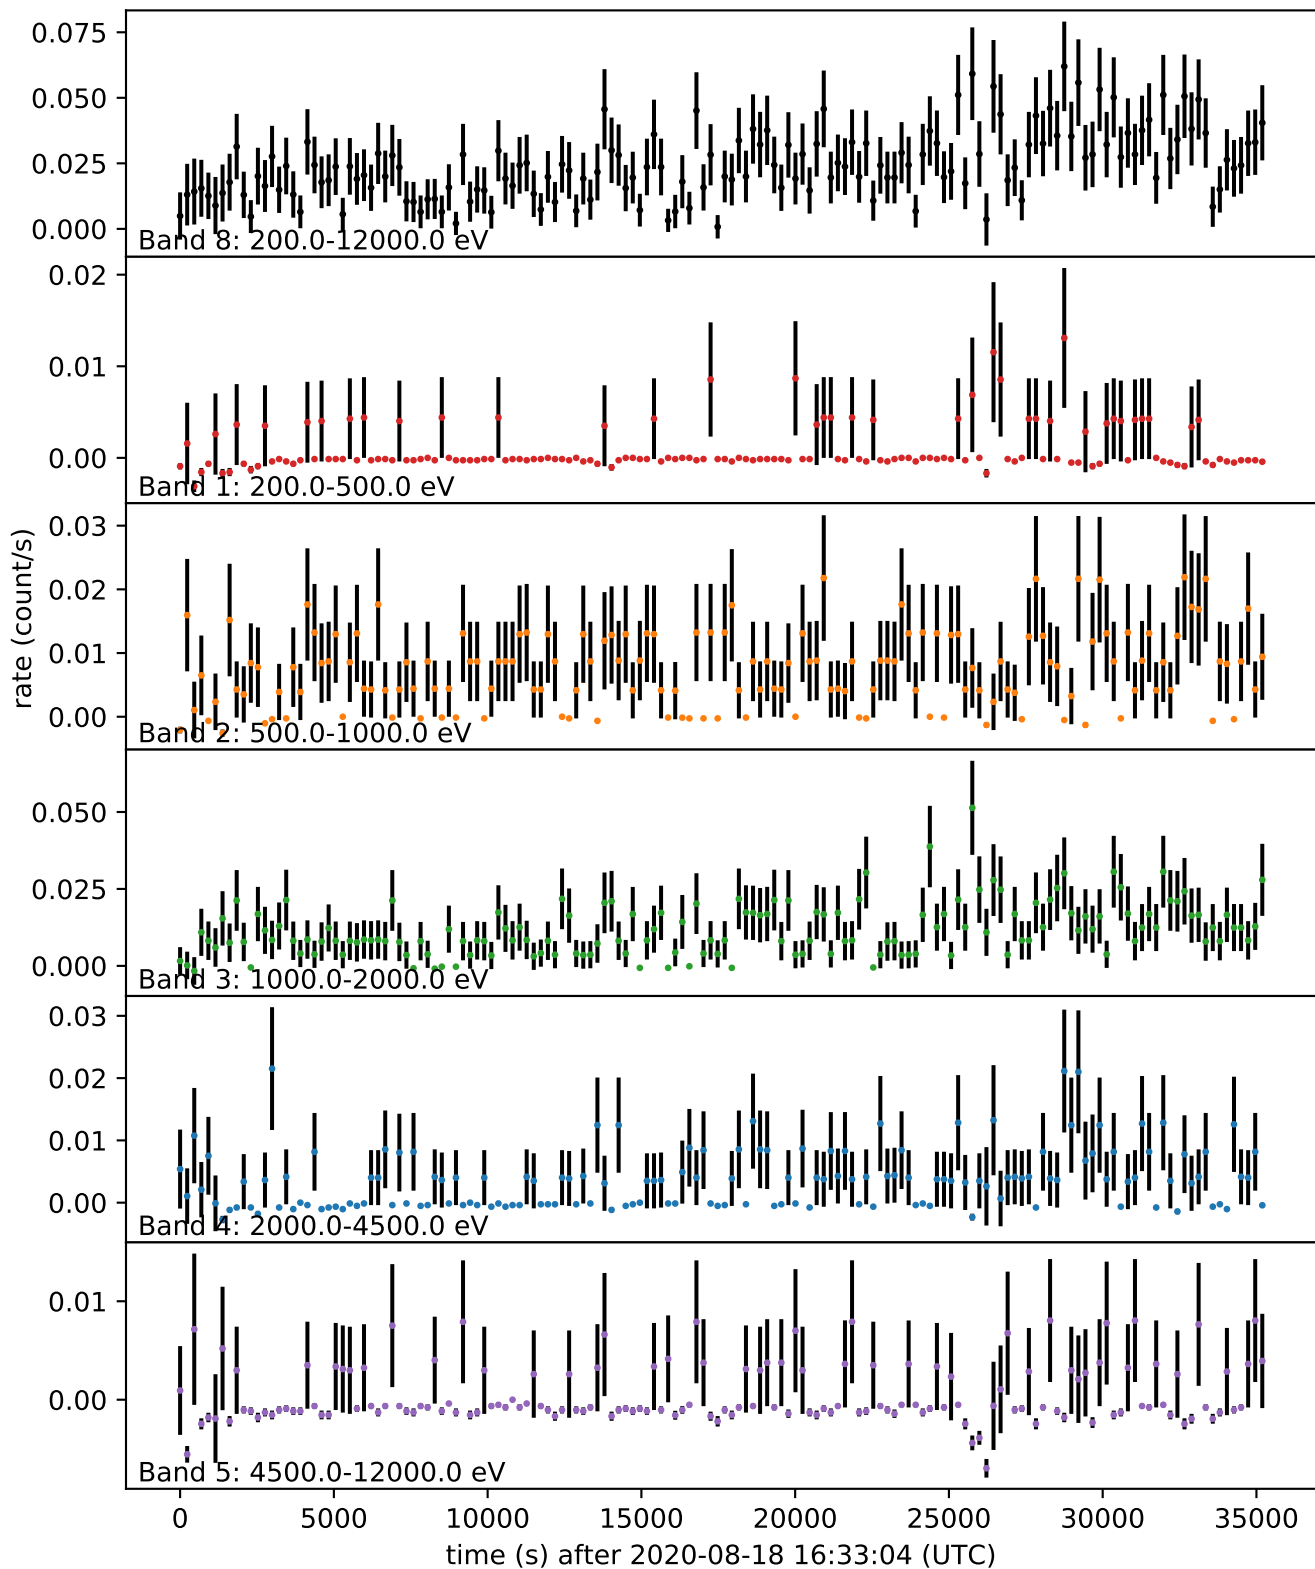 0.075
0.050
0.025
0.000
Band 8: 200.0-12000.0 eV
0.02
0.01
0.00
Band 1: 200.0-500.0 eV
rate (count/s)
0.03
0.02
0.01
0.00
Band 2: 500.0-1000.0 eV
0.050
0.025
0.000
Band 3: 1000.0-2000.0 eV
0.03
0.02
0.01
0.00
Band 4: 2000.0-4500.0 eV
0.01
0.00
Band 5: 4500.0-12000.0 eV
0 5000 10000 15000 20000 25000 30000 35000
time (s) after 2020-08-18 16:33:04 (UTC)